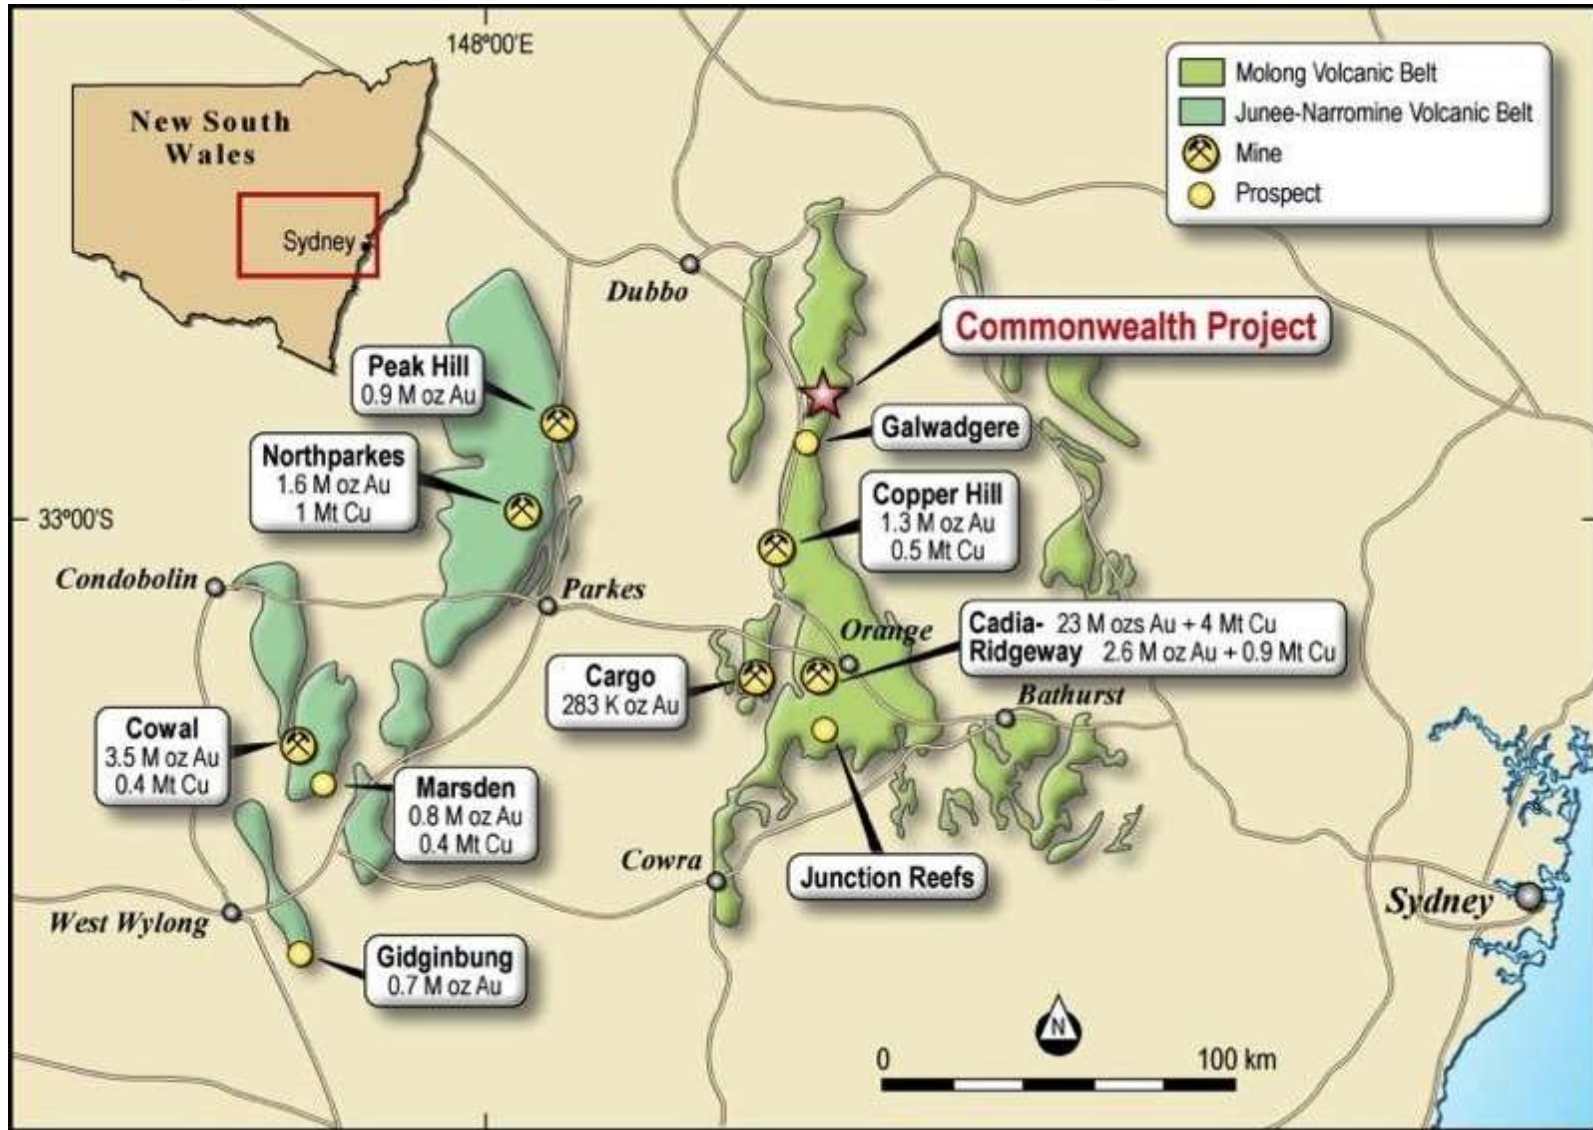 148°00'E
New South
Wales
Sydney
Molong Volcanic Belt
Junee-Narromine Volcanic Belt
Mine
Prospect
Dubbo
Commonwealth Project
Peak Hill
0.9 M oz Au
Galwadgere
Northparkes
1.6 M oz Au
1 Mt Cu
Copper Hill
1.3 M oz Au
0.5 Mt Cu
33°00'S
Condobolin
Parkes
Orange
Cadia- 23 M ozs Au + 4 Mt Cu
Ridgeway 2.6 M oz Au + 0.9 Mt Cu
Cargo
283 K oz Au
Bathurst
Cowal
3.5 M oz Au
0.4 Mt Cu
Marsden
0.8 M oz Au
0.4 Mt Cu
Cowra
Junction Reefs
West Wylong
Sydney
Gidginbung
0.7 M oz Au
N
0 100 km